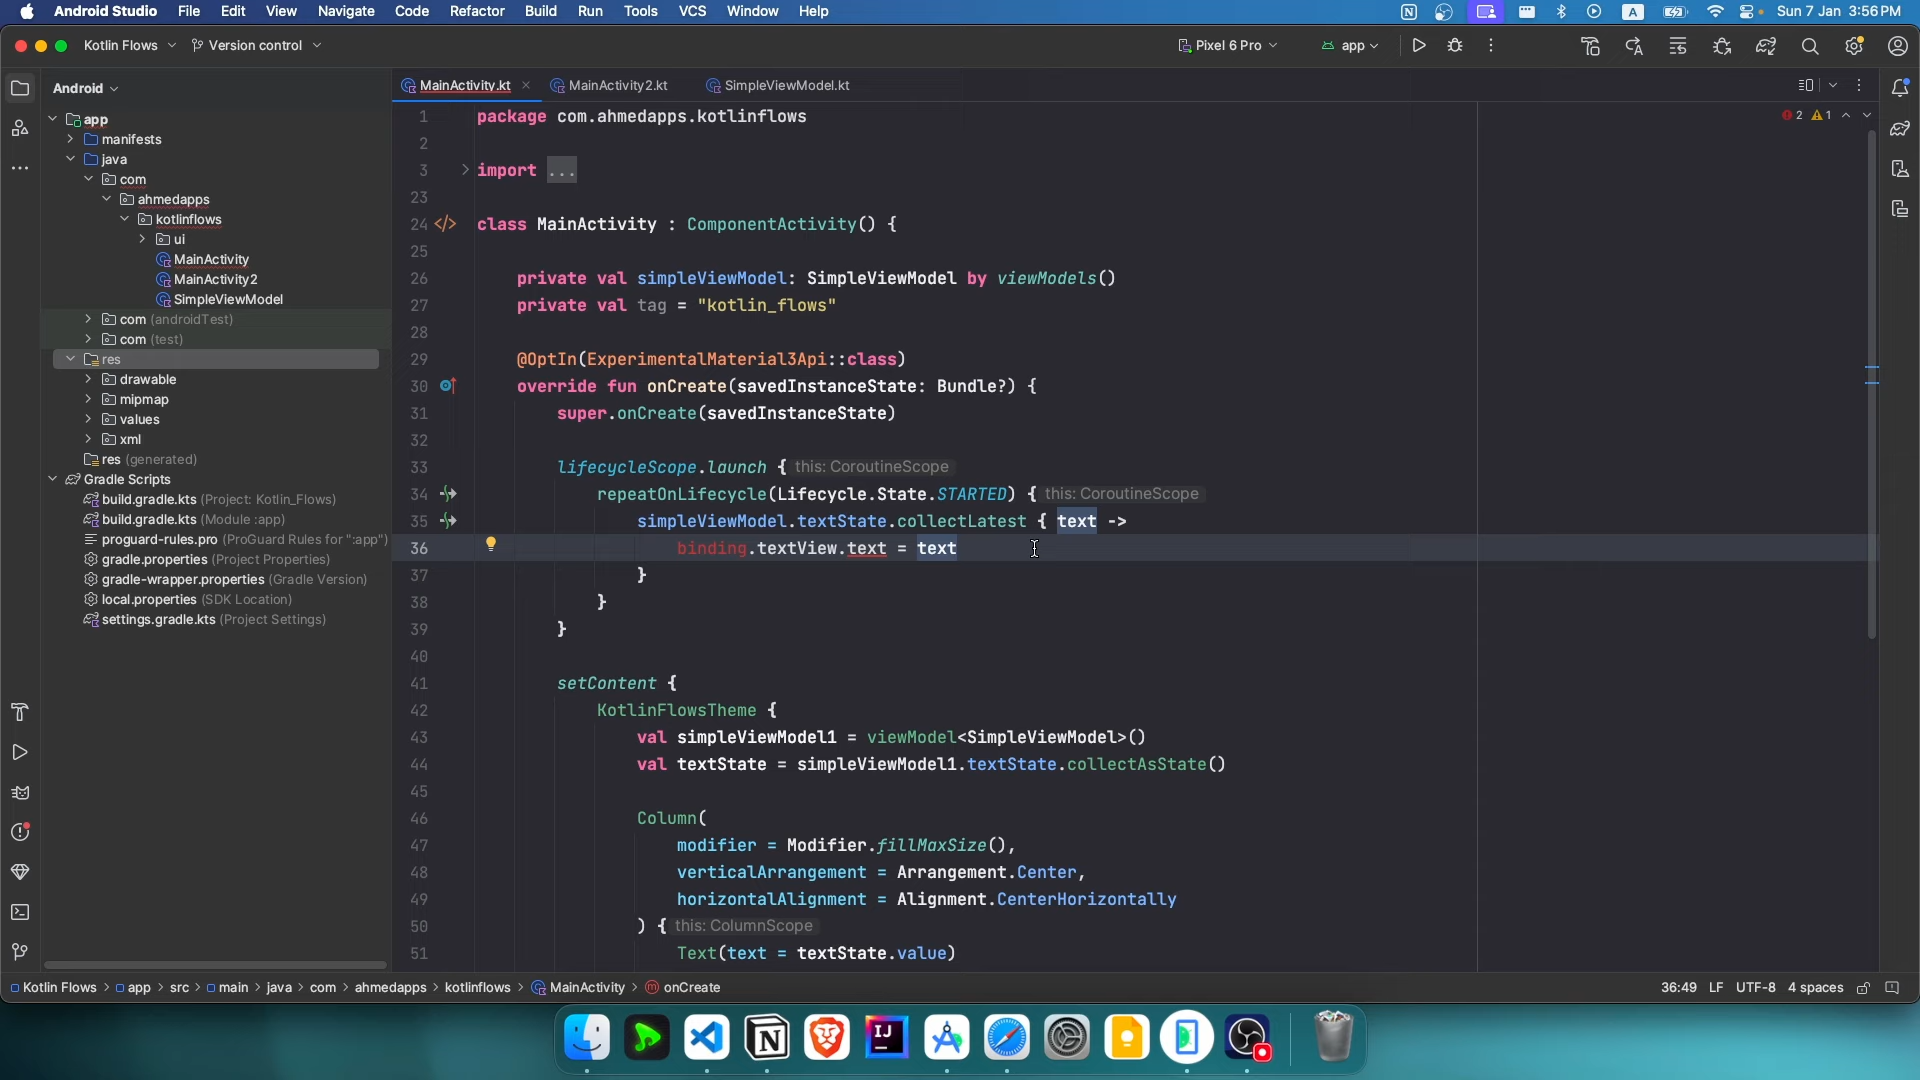 Android Studio File Edit View Navigate Code Refactor Build Run Tools VCS Window Help
A Sun 7 Jan 3:56 PM
Kotlin Flows Version control Pixel 6 Pro app
Android
app
manifests
java
com
ahmedapps
kotlinflows
ui
MainActivity
MainActivity2
SimpleViewModel
com (androidTest)
com (test)
res
drawable
mipmap
values
xml
res (generated)
Gradle Scripts
build.gradle.kts (Project: Kotlin_Flows)
build.gradle.kts (Module :app)
proguard-rules.pro (ProGuard Rules for ":app")
gradle.properties (Project Properties)
gradle-wrapper.properties (Gradle Version)
local.properties (SDK Location)
settings.gradle.kts (Project Settings)
MainActivity.kt MainActivity2.kt SimpleViewModel.kt
2 1
1 package com.ahmedapps.kotlinflows
2
3 import ...
23
24 </> class MainActivity : ComponentActivity() {
25
26 private val simpleViewModel: SimpleViewModel by viewModels()
27 private val tag = "kotlin_flows"
28
29 @OptIn(ExperimentalMaterial3Api::class)
30 override fun onCreate(savedInstanceState: Bundle?) {
31 super.onCreate(savedInstanceState)
32
33 lifecycleScope.launch { this: CoroutineScope
34 repeatOnLifecycle(Lifecycle.State.STARTED) { this: CoroutineScope
35 simpleViewModel.textState.collectLatest { text ->
36 binding.textView.text = text
37 }
38 }
39 }
40
41 setContent {
42 KotlinFlowsTheme {
43 val simpleViewModel1 = viewModel<SimpleViewModel>()
44 val textState = simpleViewModel1.textState.collectAsState()
45
46 Column(
47 modifier = Modifier.fillMaxSize(),
48 verticalArrangement = Arrangement.Center,
49 horizontalAlignment = Alignment.CenterHorizontally
50 ) { this: ColumnScope
51 Text(text = textState.value)
Kotlin Flows > app > src > main > java > com > ahmedapps > kotlinflows > MainActivity > onCreate
36:49 LF UTF-8 4 spaces
IJ